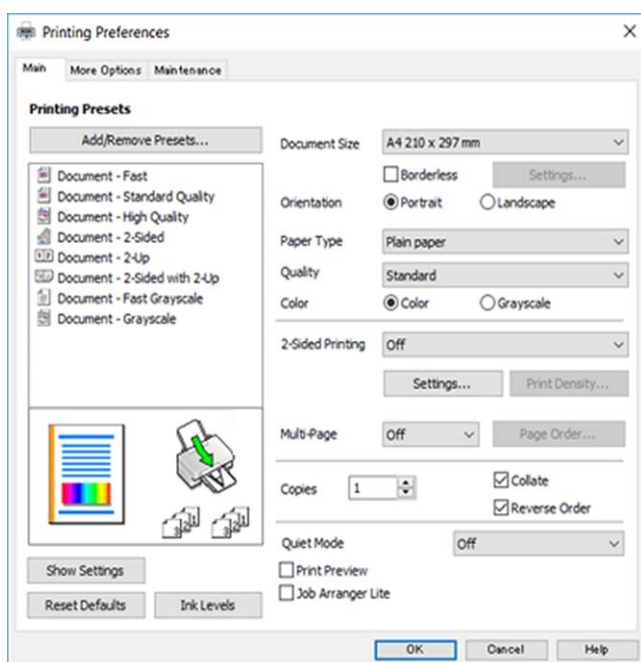 Printing Preferences
Main More Options Maintenance
Printing Presets
Add/Remove Presets...
Document - Fast
Document - Standard Quality
Document - High Quality
Document - 2-Sided
Document - 2-Up
Document - 2-Sided with 2-Up
Document - Fast Grayscale
Document - Grayscale
Show Settings
Reset Defaults Ink Levels
Document Size A4 210 x 297 mm
Borderless Settings...
Orientation Portrait Landscape
Paper Type Plain paper
Quality Standard
Color Color Grayscale
2-Sided Printing Off
Settings... Print Density...
Multi-Page Off Page Order...
Copies 1 Collate
Reverse Order
Quiet Mode Off
Print Preview
Job Arranger Lite
OK Cancel Help